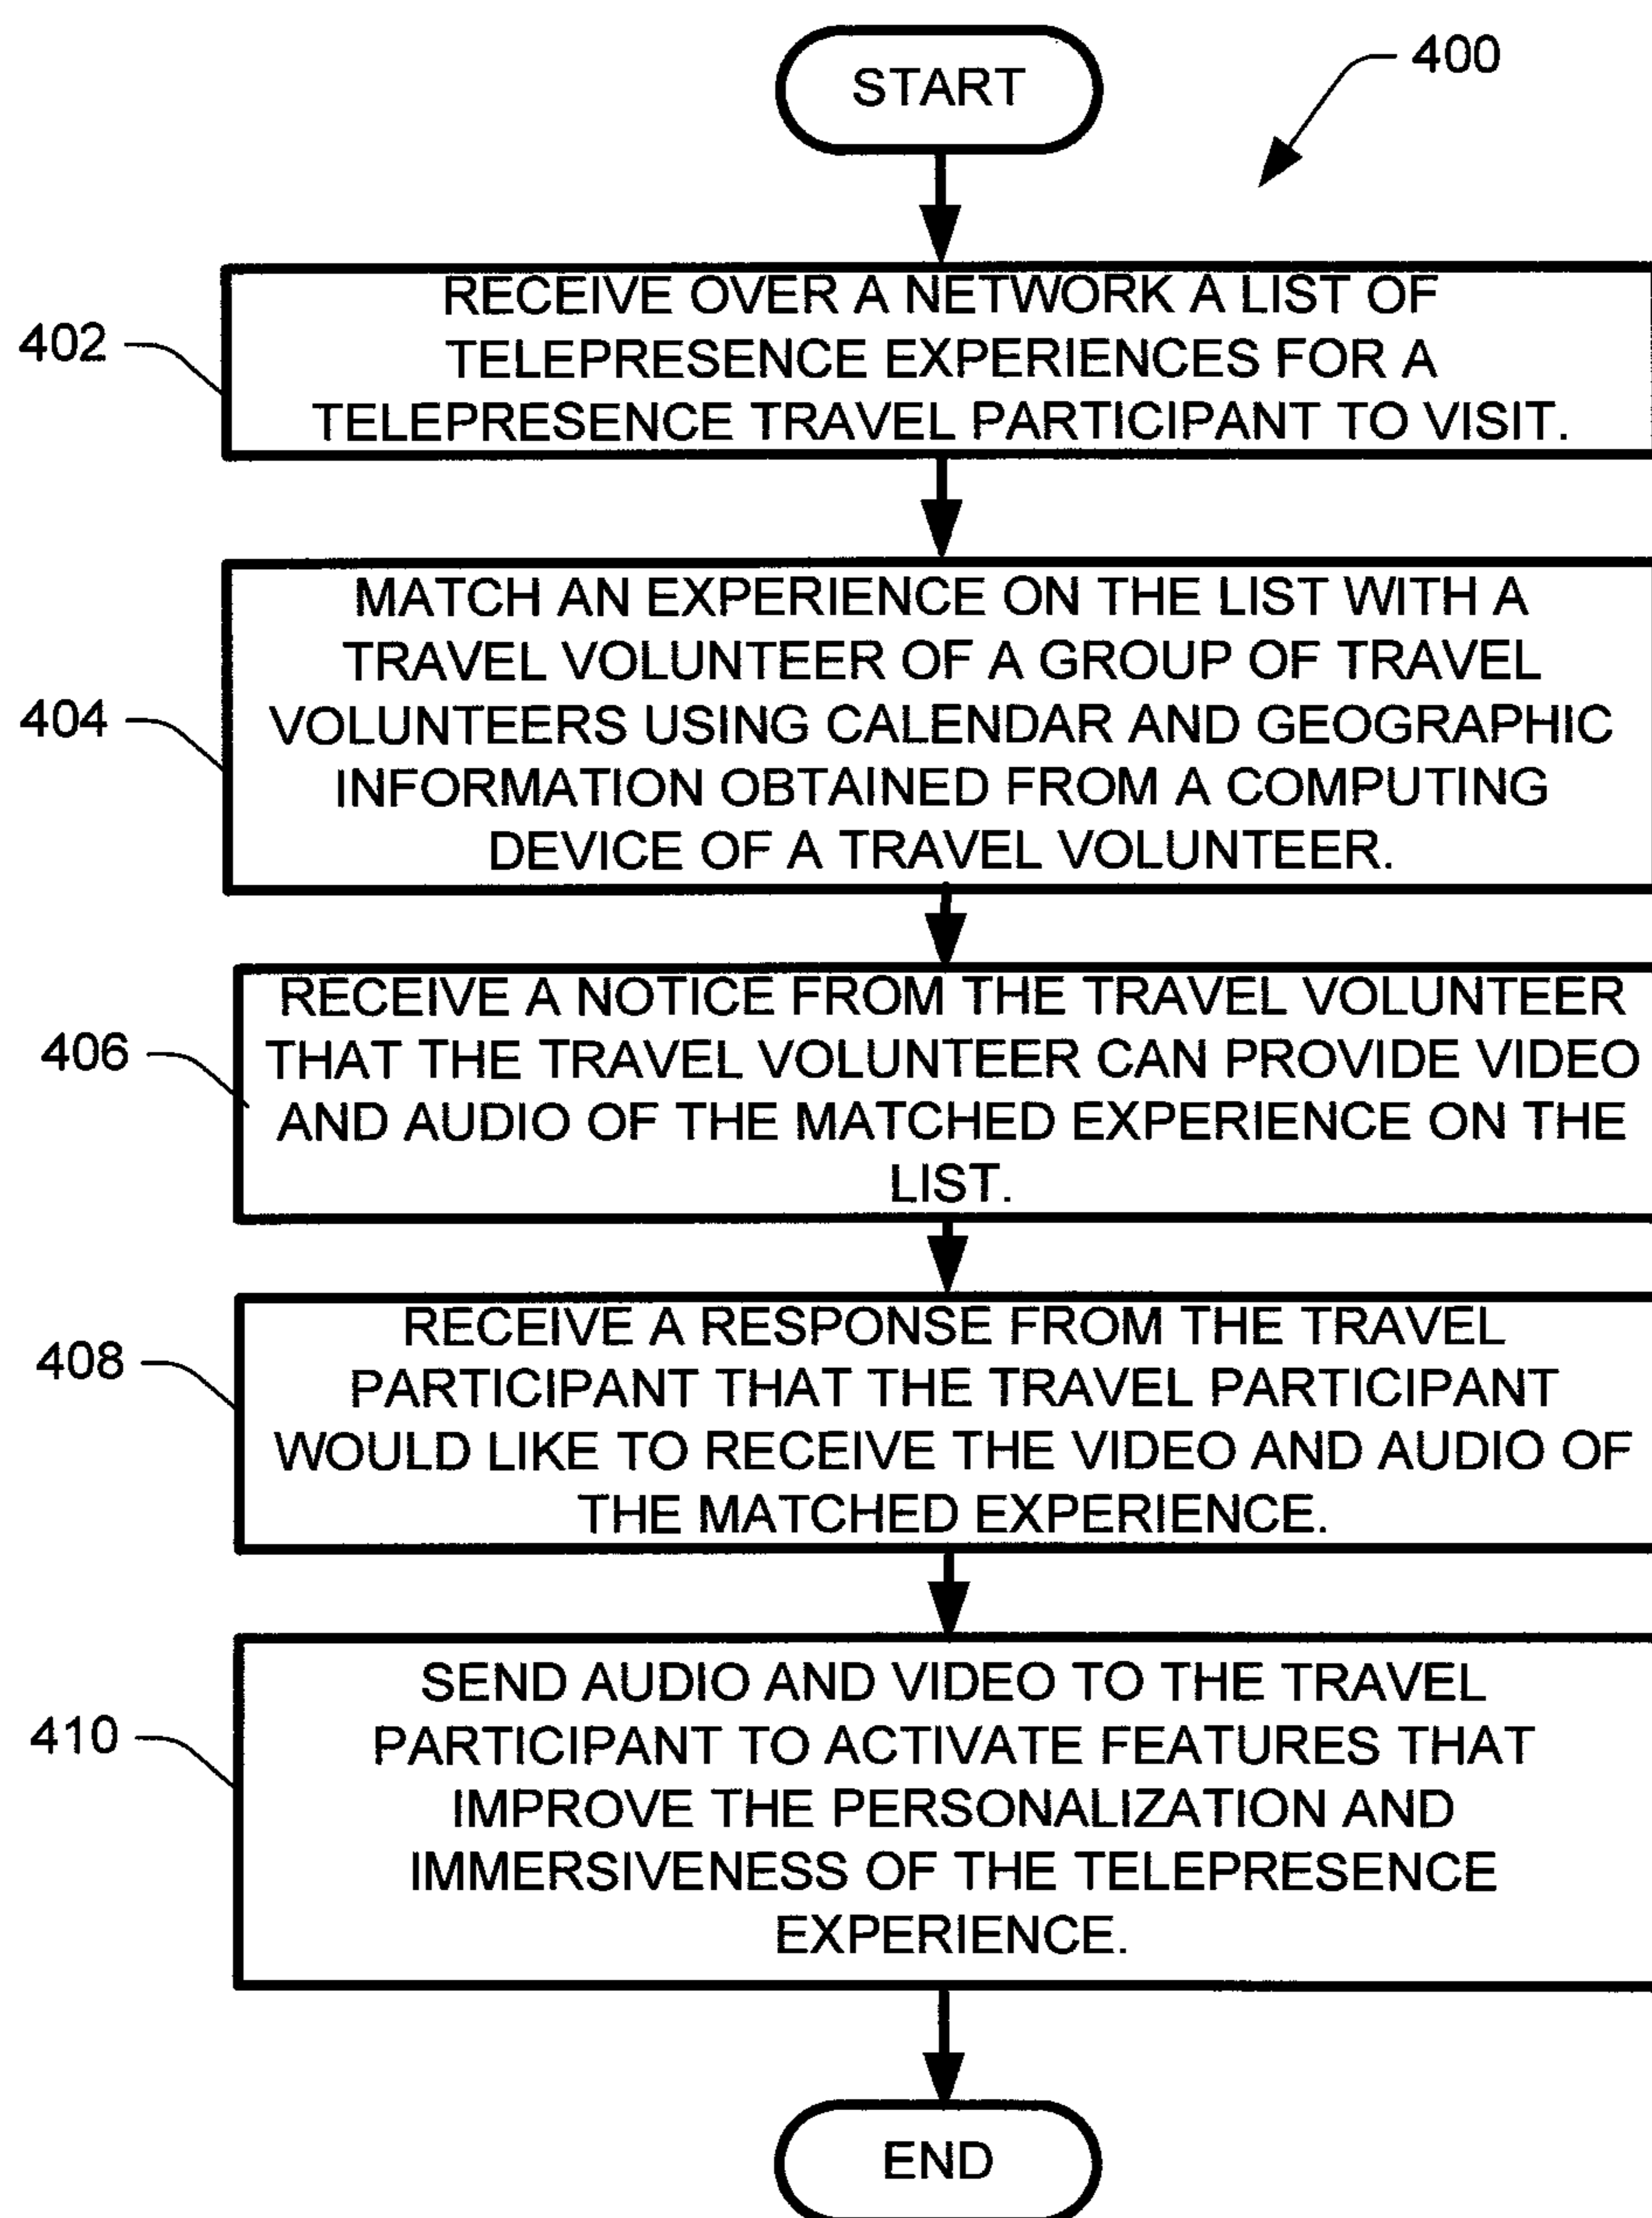 START
400
402
RECEIVE OVER A NETWORK A LIST OF
TELEPRESENCE EXPERIENCES FOR A
TELEPRESENCE TRAVEL PARTICIPANT TO VISIT.
404
MATCH AN EXPERIENCE ON THE LIST WITH A
TRAVEL VOLUNTEER OF A GROUP OF TRAVEL
VOLUNTEERS USING CALENDAR AND GEOGRAPHIC
INFORMATION OBTAINED FROM A COMPUTING
DEVICE OF A TRAVEL VOLUNTEER.
406
RECEIVE A NOTICE FROM THE TRAVEL VOLUNTEER
THAT THE TRAVEL VOLUNTEER CAN PROVIDE VIDEO
AND AUDIO OF THE MATCHED EXPERIENCE ON THE
LIST.
408
RECEIVE A RESPONSE FROM THE TRAVEL
PARTICIPANT THAT THE TRAVEL PARTICIPANT
WOULD LIKE TO RECEIVE THE VIDEO AND AUDIO OF
THE MATCHED EXPERIENCE.
410
SEND AUDIO AND VIDEO TO THE TRAVEL
PARTICIPANT TO ACTIVATE FEATURES THAT
IMPROVE THE PERSONALIZATION AND
IMMERSIVENESS OF THE TELEPRESENCE
EXPERIENCE.
END